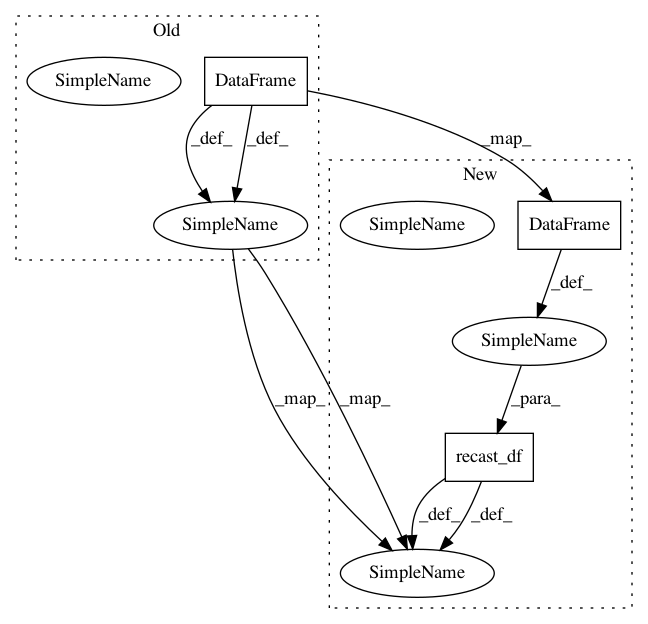 Old
SimpleName
DataFrame
_def_
_def_
_map_
New
SimpleName
SimpleName
DataFrame
_def_
SimpleName
_map_
_map_
_para_
recast_df
_def_
_def_
SimpleName